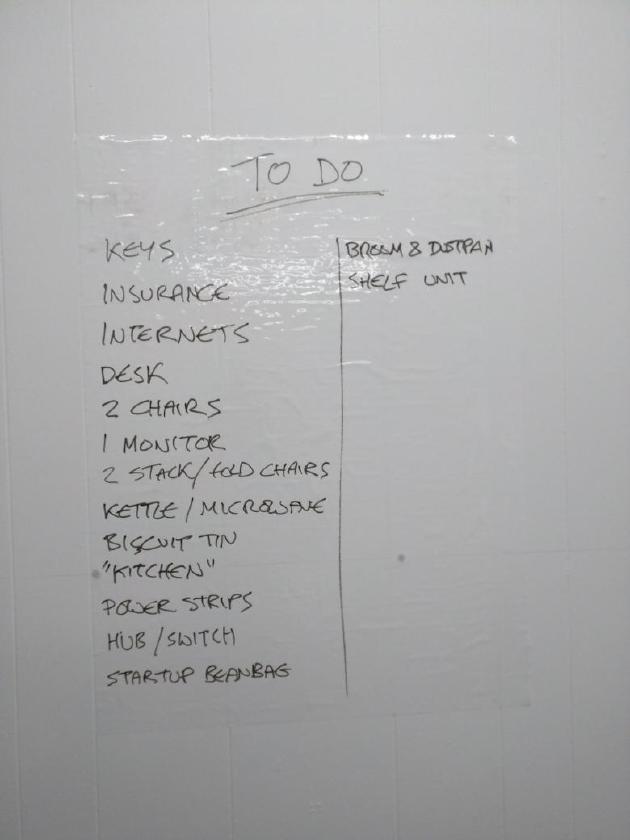 TO DO
KEYS
INSURANCE
INTERNETS
DESK
2 CHAIRS
1 MONITOR
2 STACK/FOLD CHAIRS
KETTLE / MICROWAVE
BISCUIT TIN
"KITCHEN"
POWER STRIPS
HUB / SWITCH
STARTUP BEANBAG
BROOM & DUSTPAN
SHELF UNIT